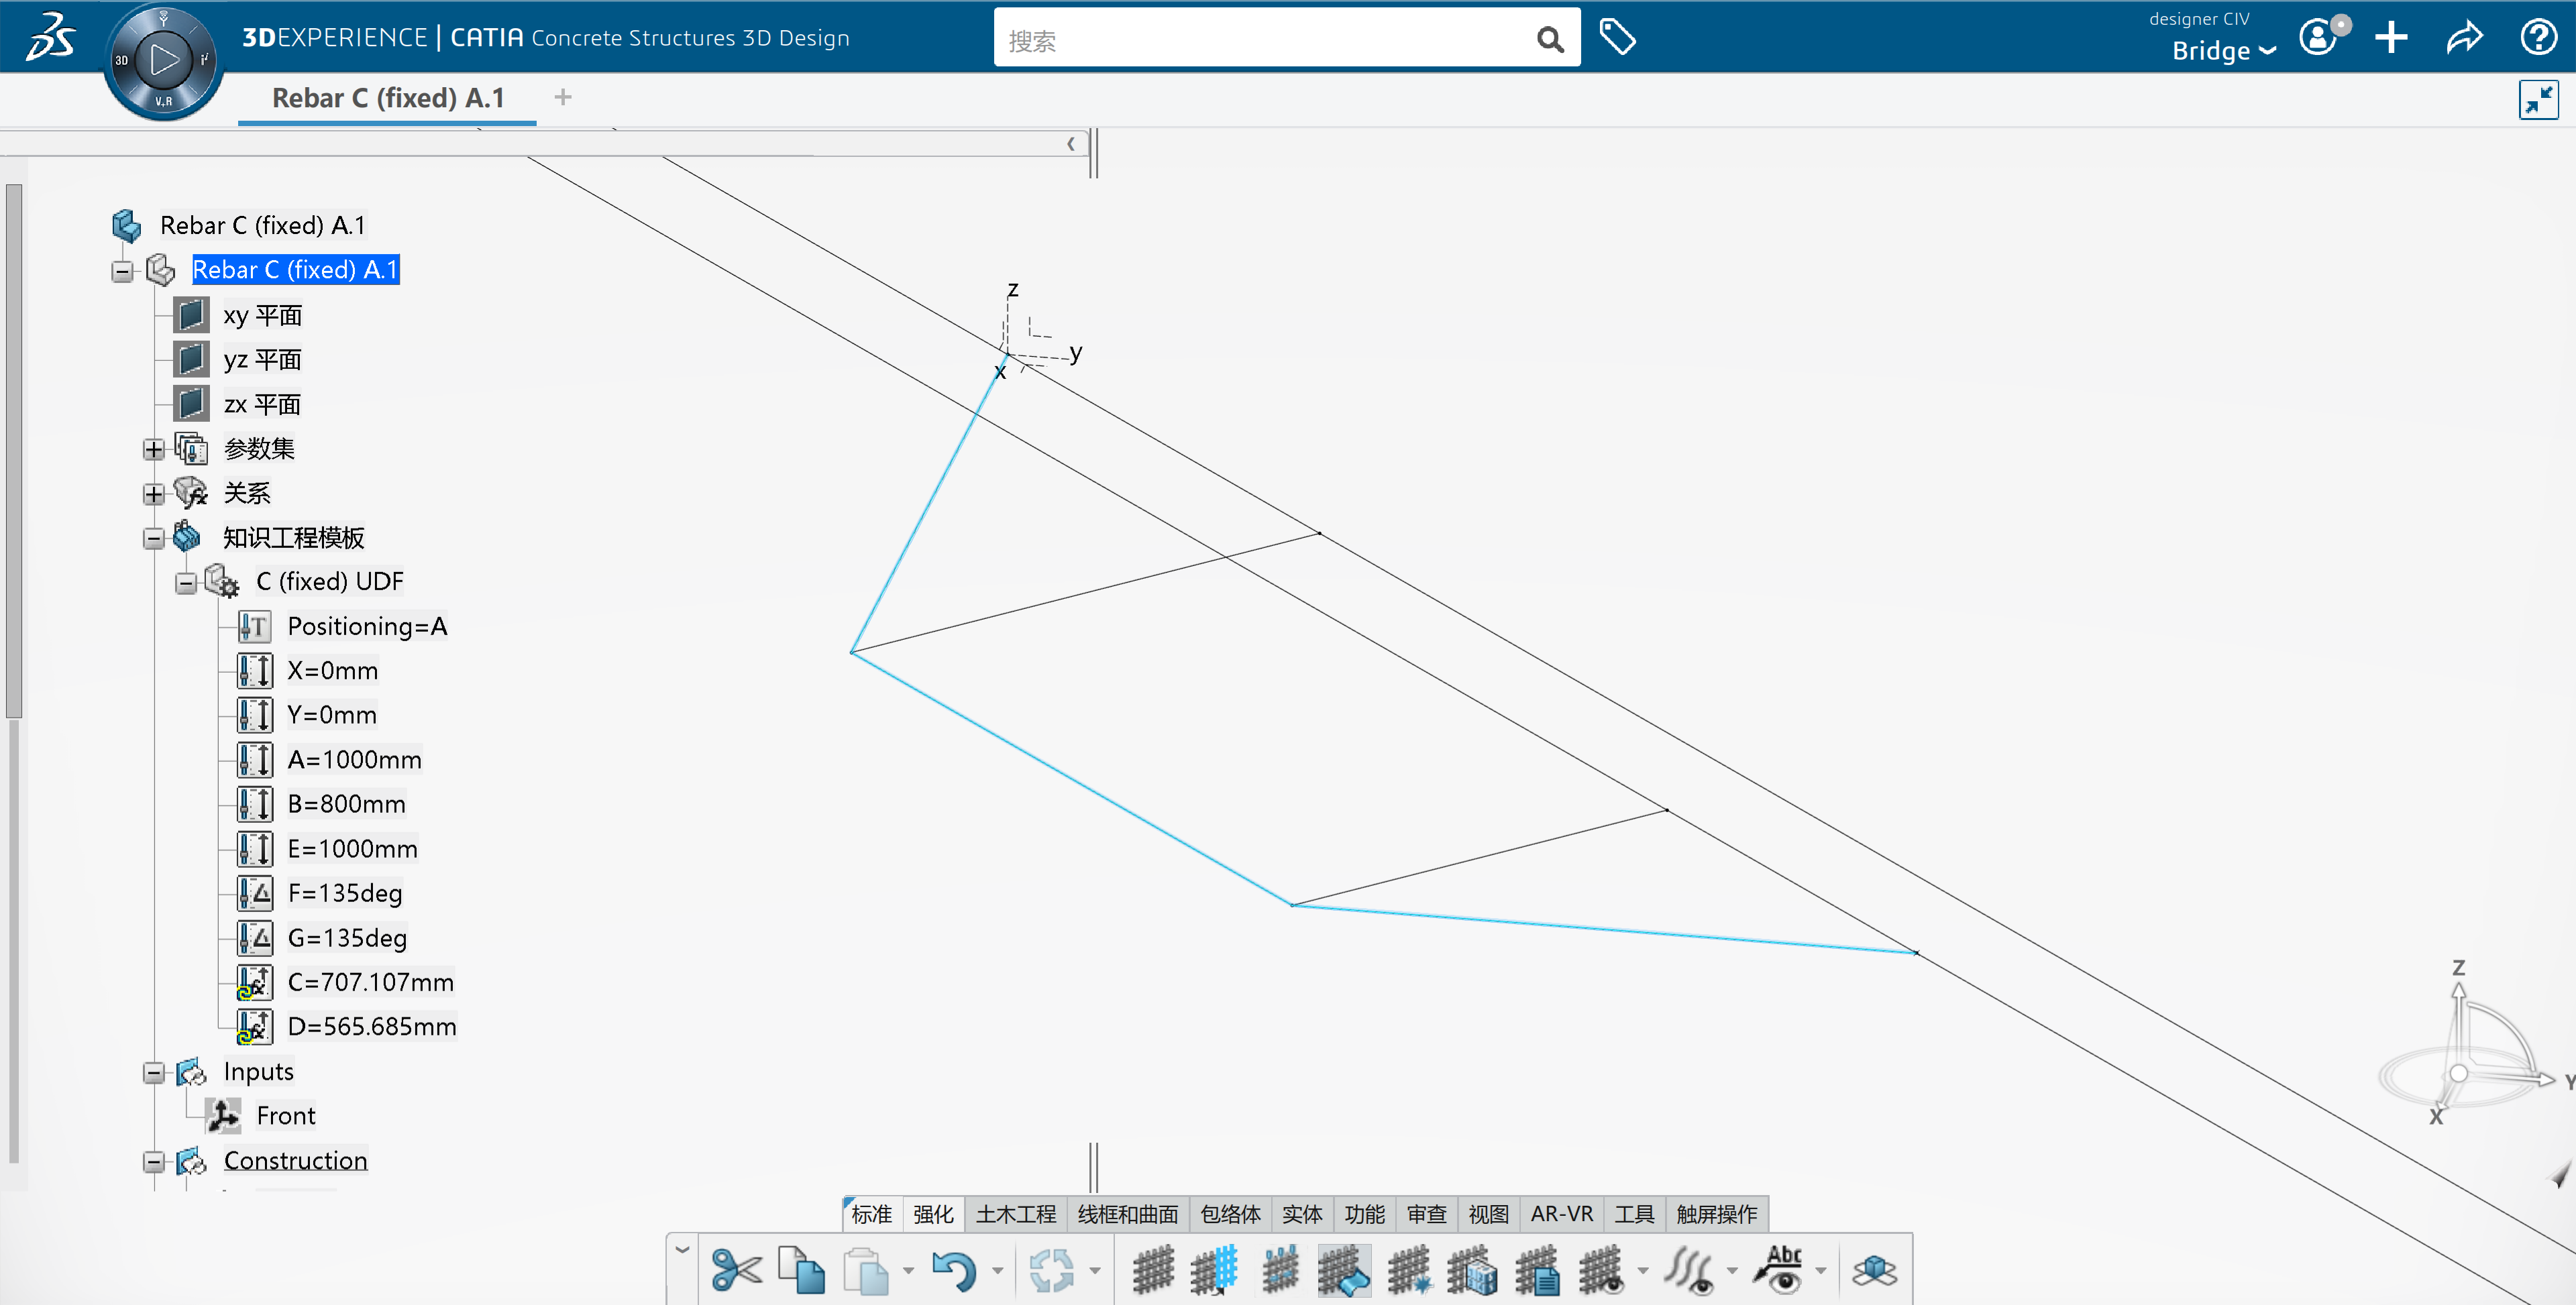 3DEXPERIENCE | CATIA Concrete Structures 3D Design
搜索
designer CIV
Bridge
3D
V,R
Rebar C (fixed) A.1
Rebar C (fixed) A.1
Rebar C (fixed) A.1
xy 平面
yz 平面
zx 平面
参数集
关系
知识工程模板
C (fixed) UDF
Positioning=A
X=0mm
Y=0mm
A=1000mm
B=800mm
E=1000mm
F=135deg
G=135deg
C=707.107mm
D=565.685mm
Inputs
Front
Construction
z
y
x
Z
Y
X
标准 强化 土木工程 线框和曲面 包络体 实体 功能 审查 视图 AR-VR 工具 触屏操作
Abc